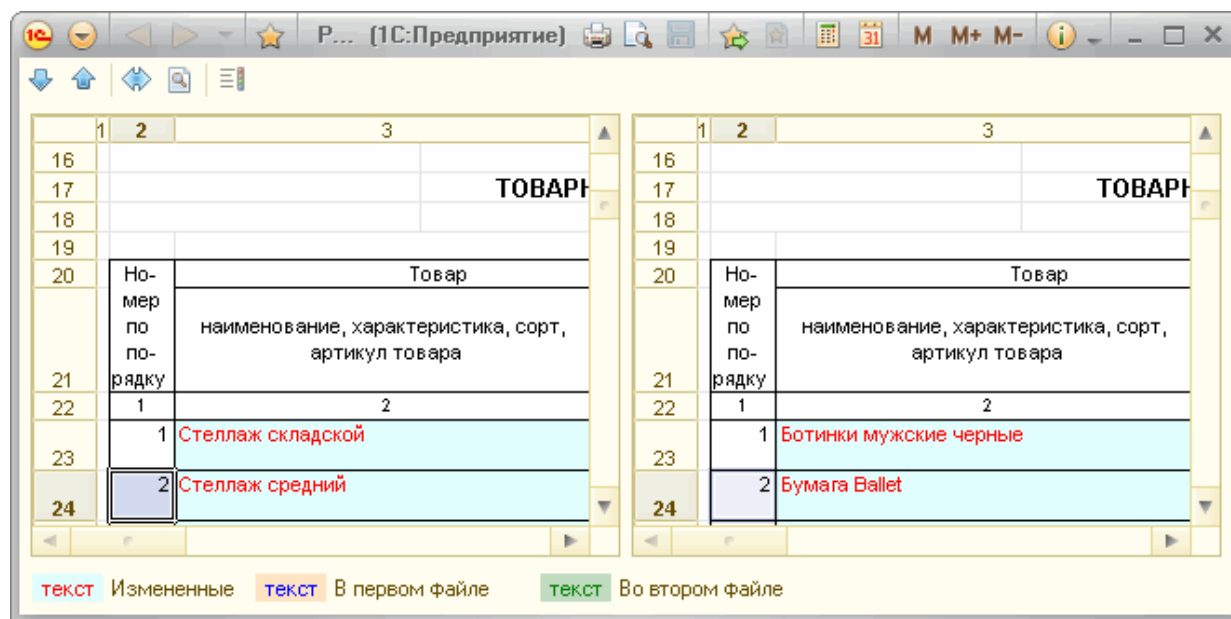 1С Р... (1С:Предприятие) 31 M M+ M-
1 2 3
16
17 ТОВАРН
18
19
20 Но- Товар
мер
по наименование, характеристика, сорт,
по- артикул товара
21 рядку
22 1 2
1 Стеллаж складской
23
2 Стеллаж средний
24
1 2 3
16
17 ТОВАРН
18
19
20 Но- Товар
мер
по наименование, характеристика, сорт,
по- артикул товара
21 рядку
22 1 2
1 Ботинки мужские черные
23
2 Бумага Ballet
24
текст Измененные текст В первом файле текст Во втором файле